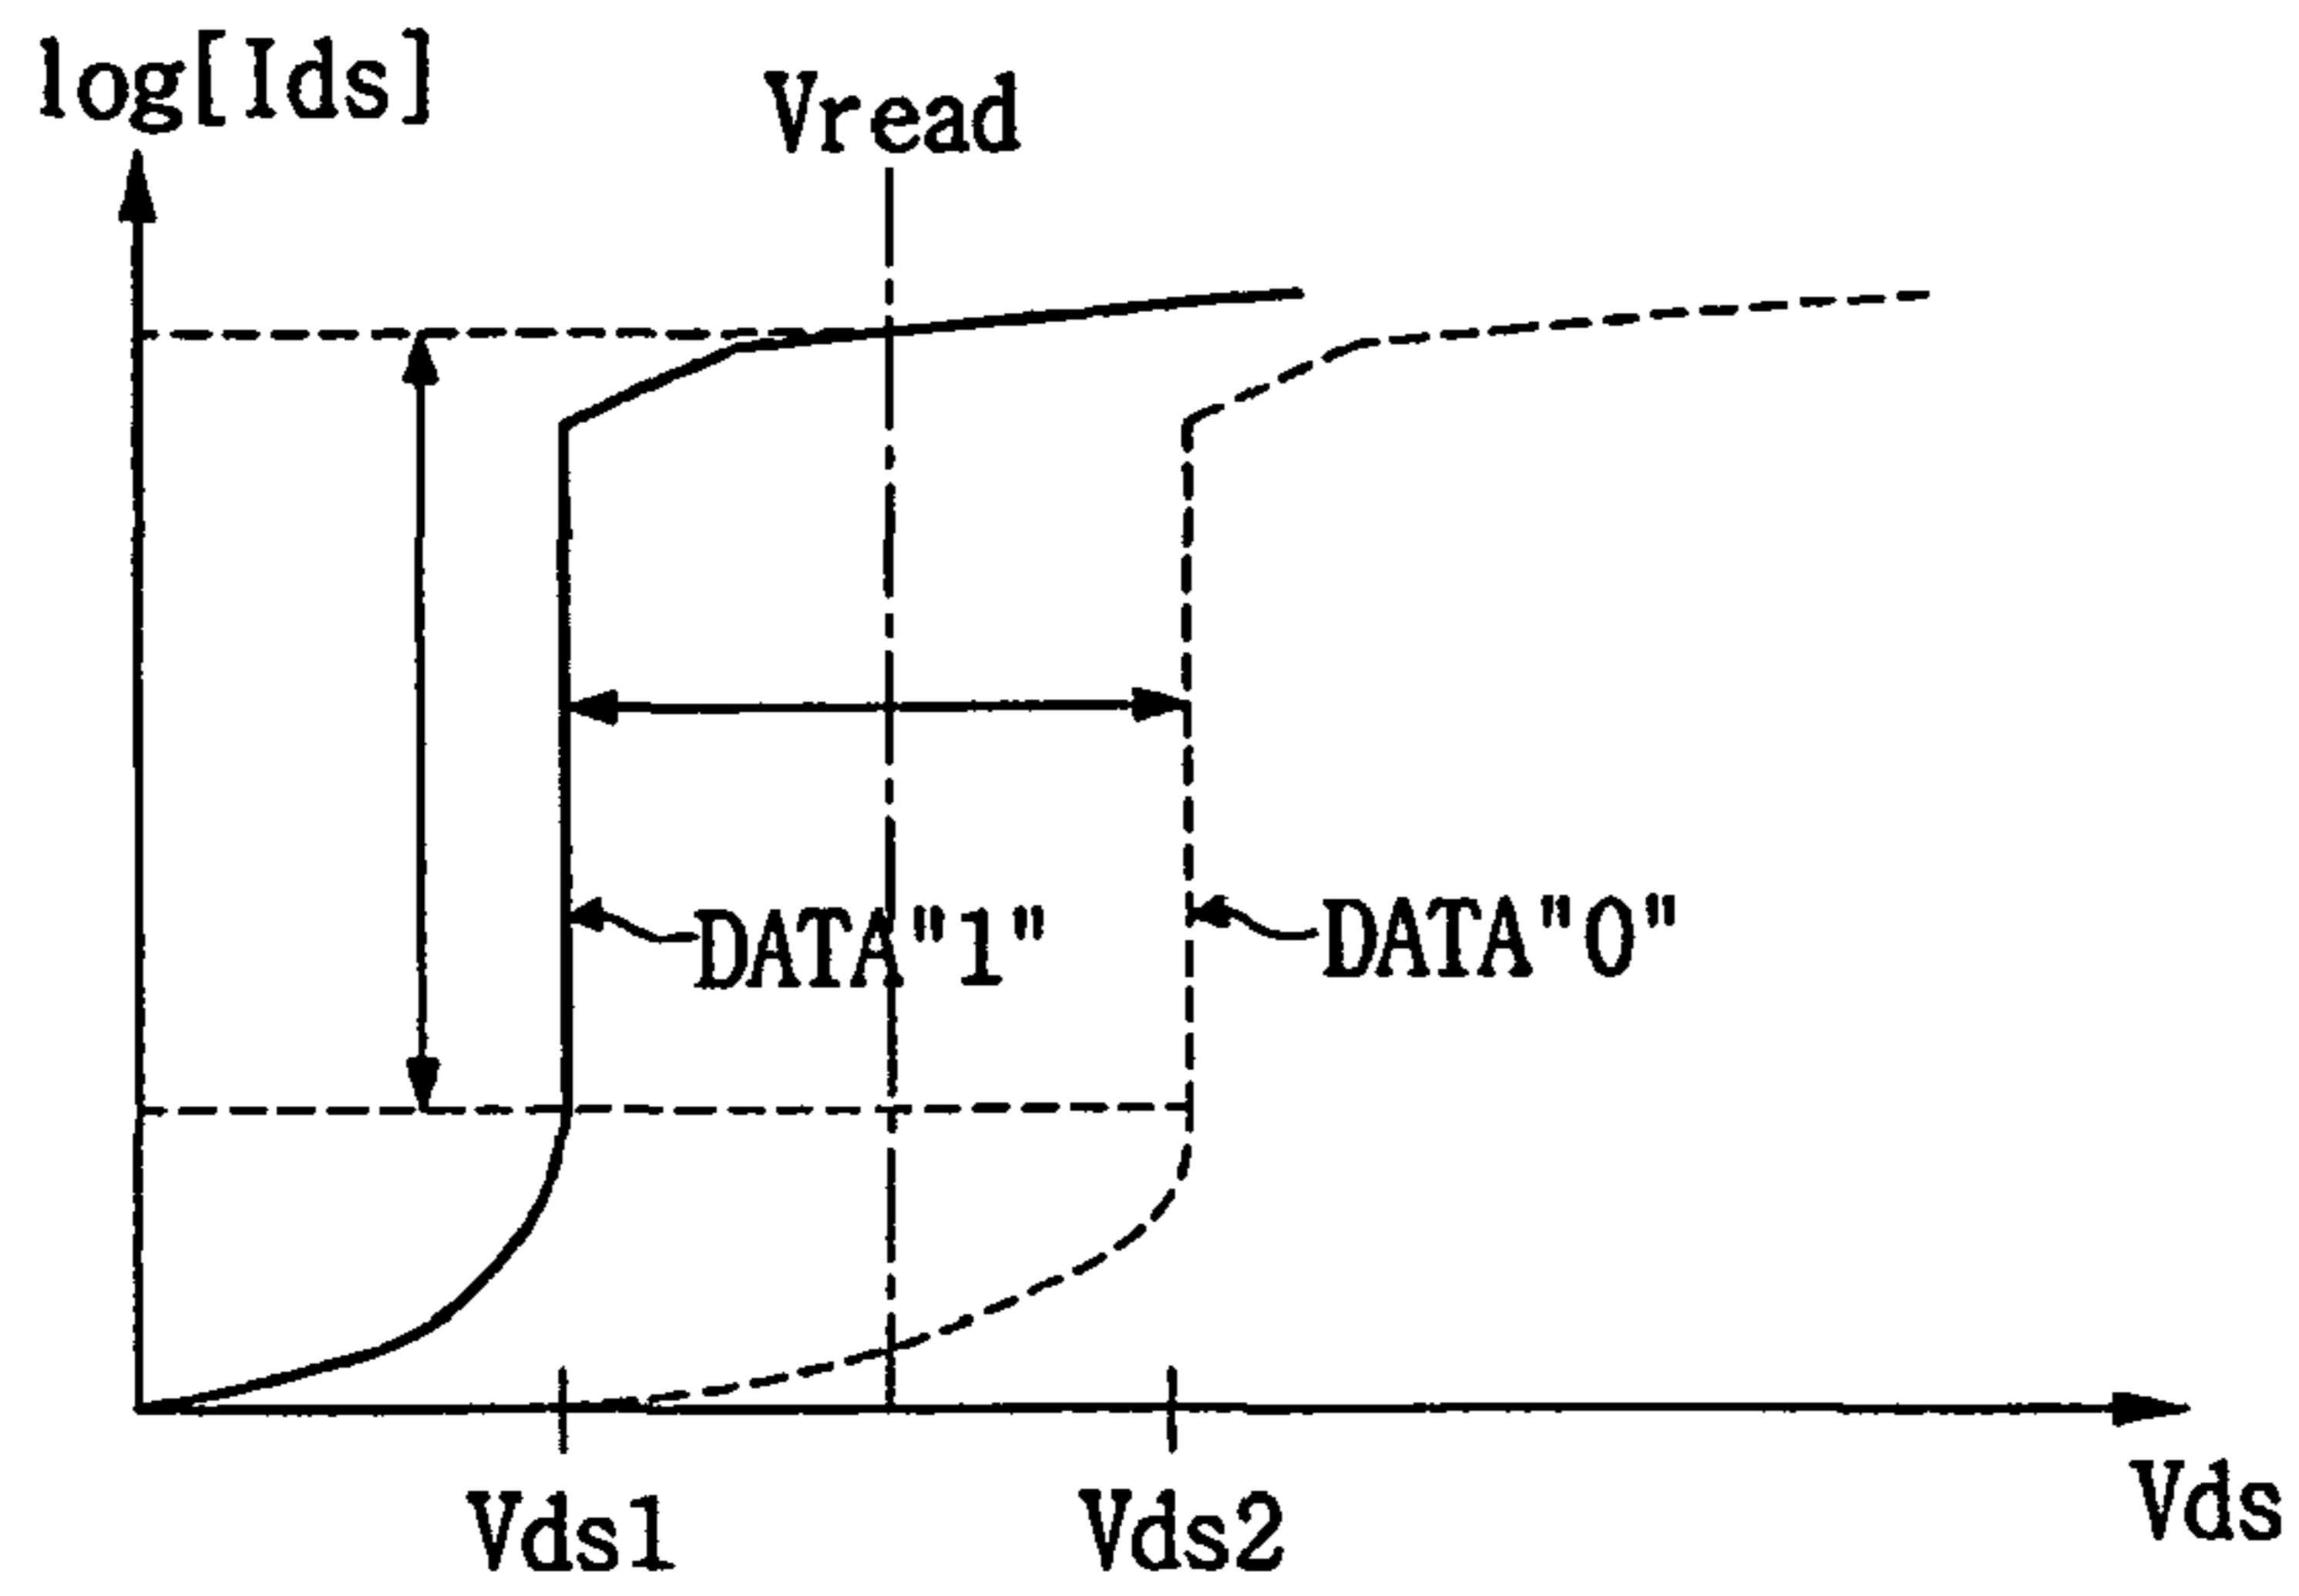 log[Ids]
Vread
DATA"1"
DATA"0"
Vds1
Vds2
Vds